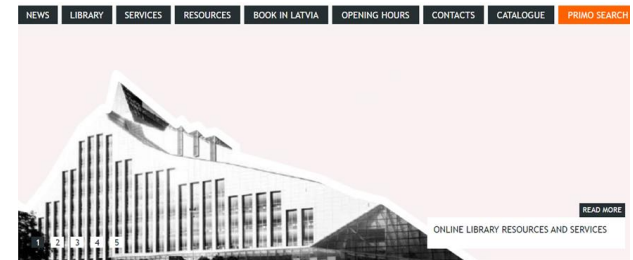 NEWS LIBRARY SERVICES RESOURCES BOOK IN LATVIA OPENING HOURS CONTACTS CATALOGUE PRIMO SEARCH
READ MORE
ONLINE LIBRARY RESOURCES AND SERVICES
1 2 3 4 5